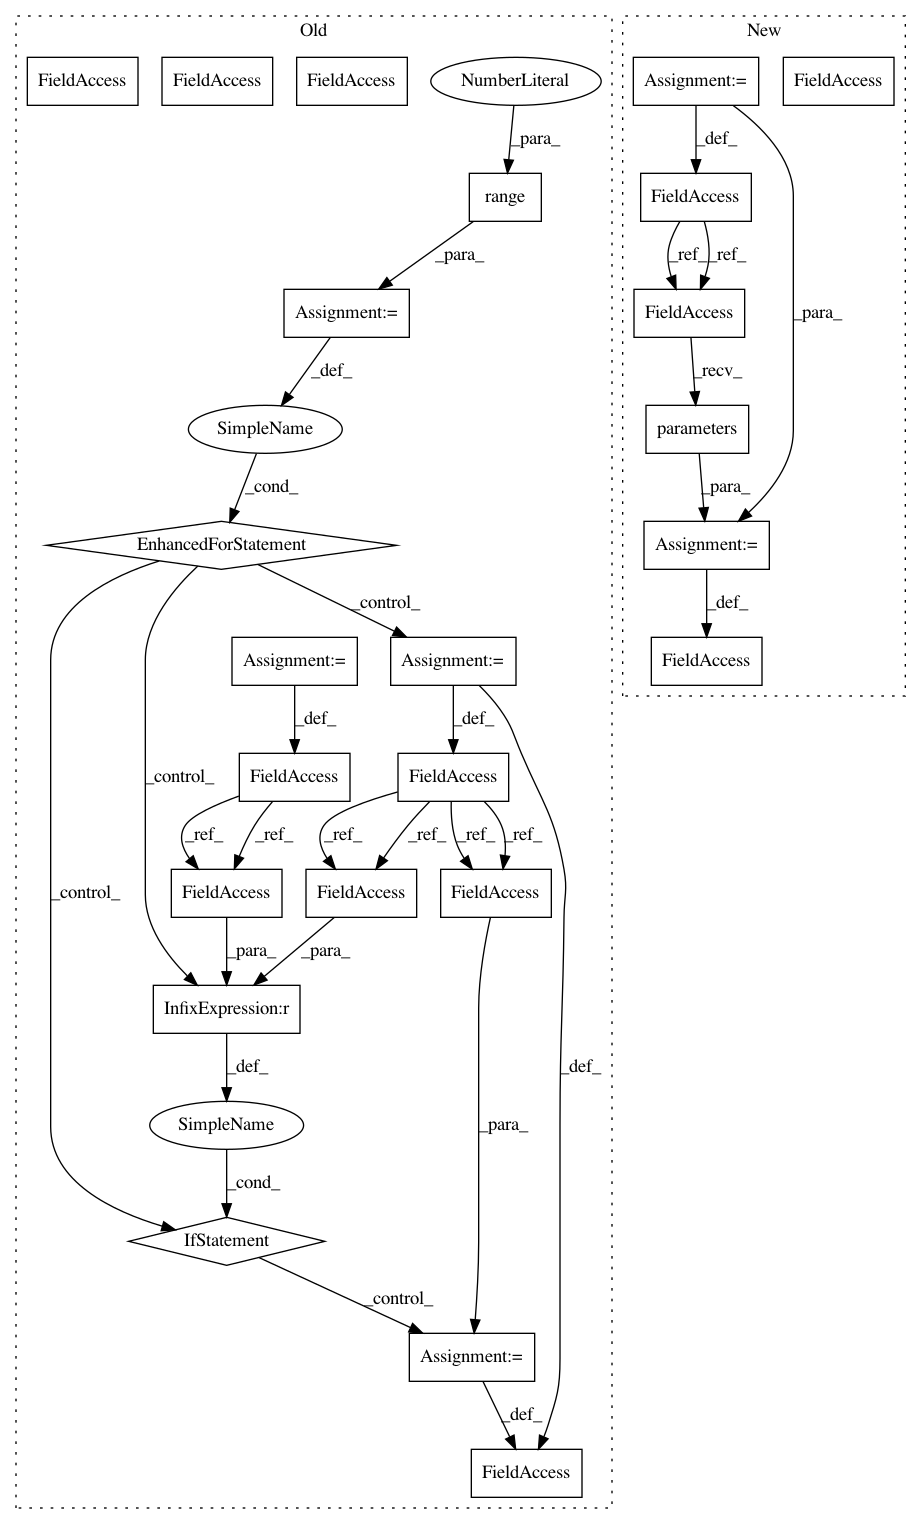 Old
New
FieldAccess
FieldAccess
FieldAccess
NumberLiteral
Assignment:=
FieldAccess
_para_
_def_
range
FieldAccess
_para_
_ref_
_ref_
Assignment:=
FieldAccess
_para_
_def_
_recv_
SimpleName
parameters
_cond_
_para_
EnhancedForStatement
Assignment:=
_control_
_def_
Assignment:=
Assignment:=
FieldAccess
_def_
_def_
_control_
FieldAccess
FieldAccess
_ref_
_ref_
_ref_
_ref_
_ref_
_ref_
_control_
FieldAccess
FieldAccess
FieldAccess
_para_
_para_
InfixExpression:r
_def_
_def_
SimpleName
_para_
_cond_
IfStatement
_control_
Assignment:=
_def_
FieldAccess